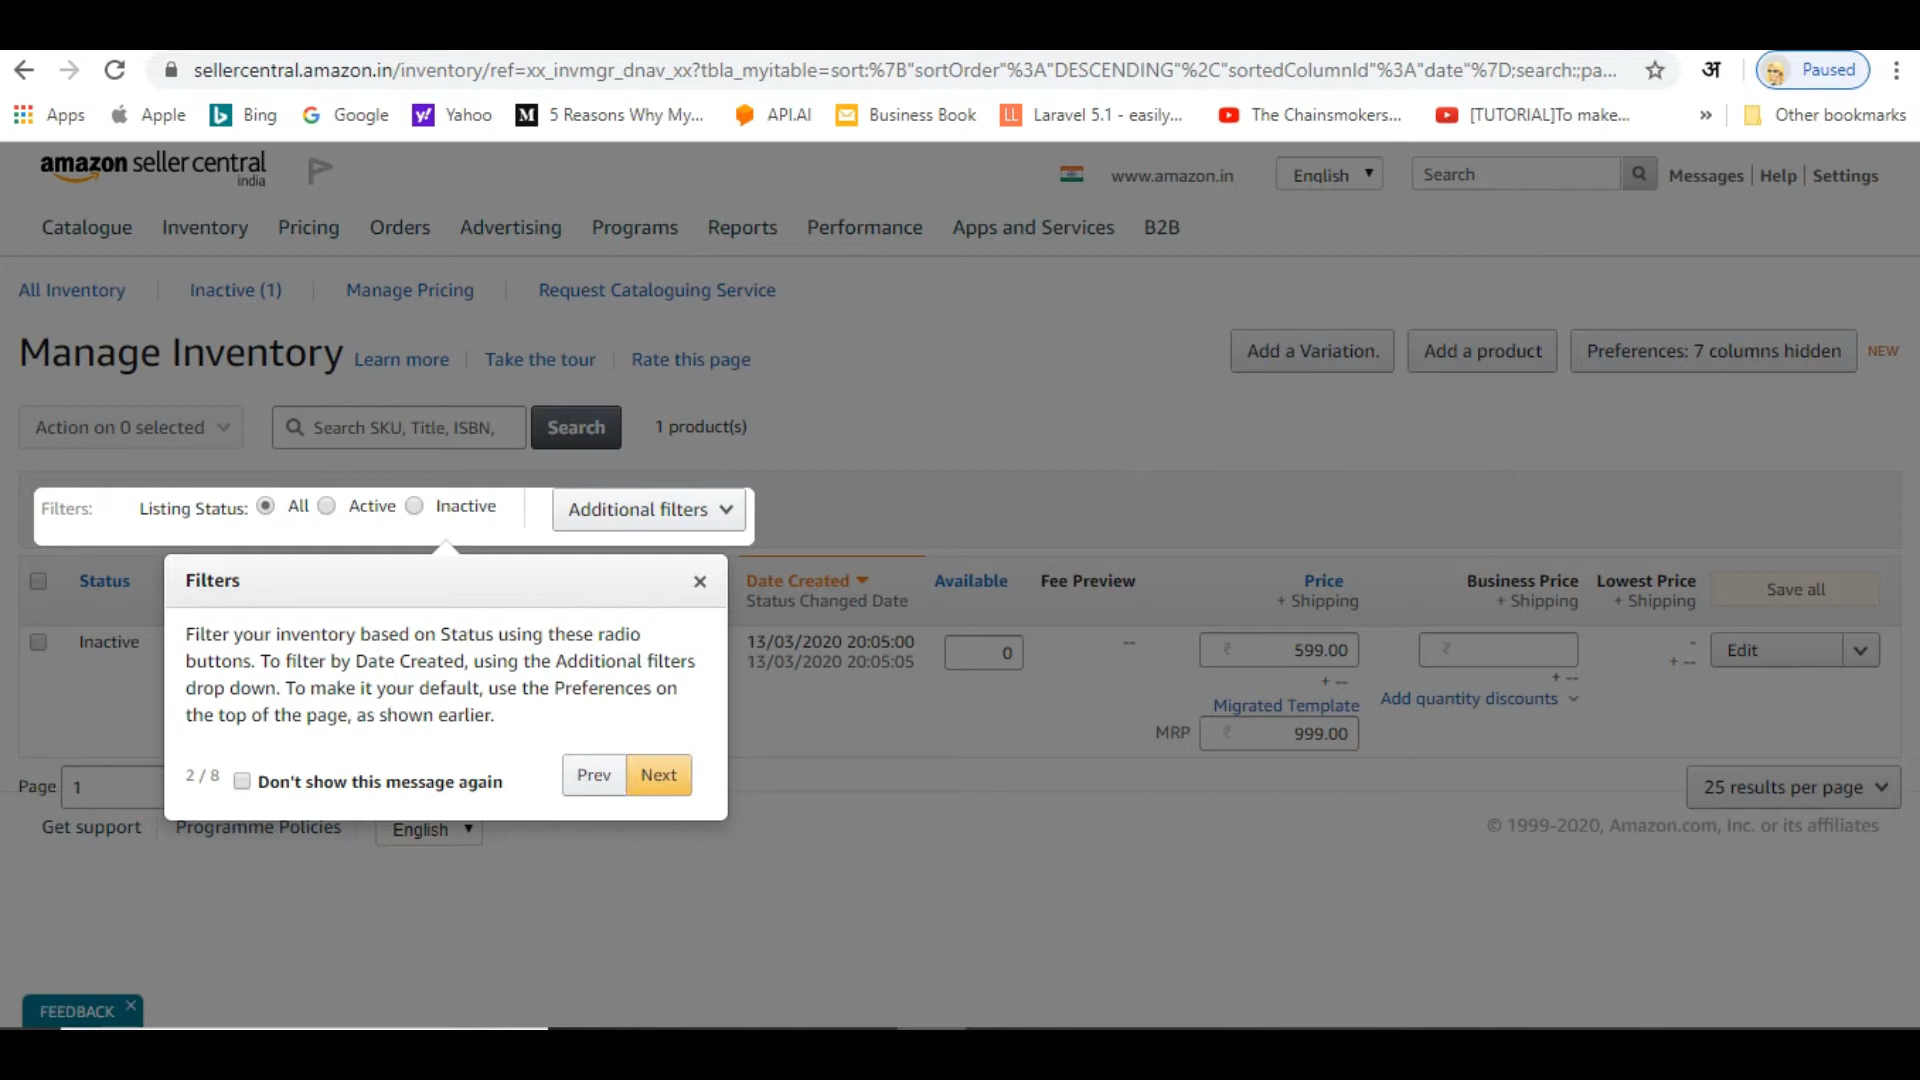 sellercentral.amazon.in/inventory/ref=xx_invmgr_dnav_xx?tbla_myitable=sort:%7B"sortOrder"%3A"DESCENDING"%2C"sortedColumnId"%3A"date"%7D;search:;pa...
अ
Paused
Apps
Apple
Bing
Google
Yahoo
5 Reasons Why My...
API.AI
Business Book
Laravel 5.1 - easily...
The Chainsmokers...
[TUTORIAL]To make...
»
Other bookmarks
amazon seller central
india
www.amazon.in
English
Search
Messages | Help | Settings
Catalogue Inventory Pricing Orders Advertising Programs Reports Performance Apps and Services B2B
All Inventory | Inactive (1) | Manage Pricing | Request Cataloguing Service
Manage Inventory Learn more | Take the tour | Rate this page
Add a Variation.
Add a product
Preferences: 7 columns hidden
NEW
Action on 0 selected
Search SKU, Title, ISBN,
Search
1 product(s)
Filters:
Listing Status: All Active Inactive
Additional filters
Status
Date Created
Status Changed Date
Available
Fee Preview
Price
+ Shipping
Business Price
+ Shipping
Lowest Price
+ Shipping
Save all
Filters
Filter your inventory based on Status using these radio
buttons. To filter by Date Created, using the Additional filters
drop down. To make it your default, use the Preferences on
the top of the page, as shown earlier.
2 / 8
Don't show this message again
Prev
Next
Inactive
13/03/2020 20:05:00
13/03/2020 20:05:05
0
--
₹ 599.00
+ --
Migrated Template
MRP ₹ 999.00
₹
+ --
Add quantity discounts
-
+ --
Edit
Page 1
25 results per page
Get support
Programme Policies
English
© 1999-2020, Amazon.com, Inc. or its affiliates
FEEDBACK